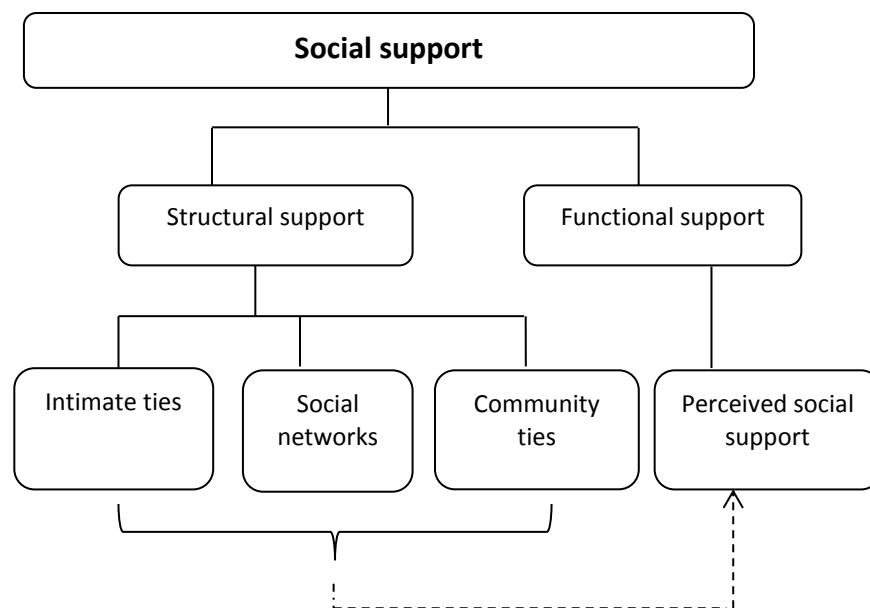 Social support
Structural support
Functional support
Intimate ties
Social
networks
Community
ties
Perceived social
support